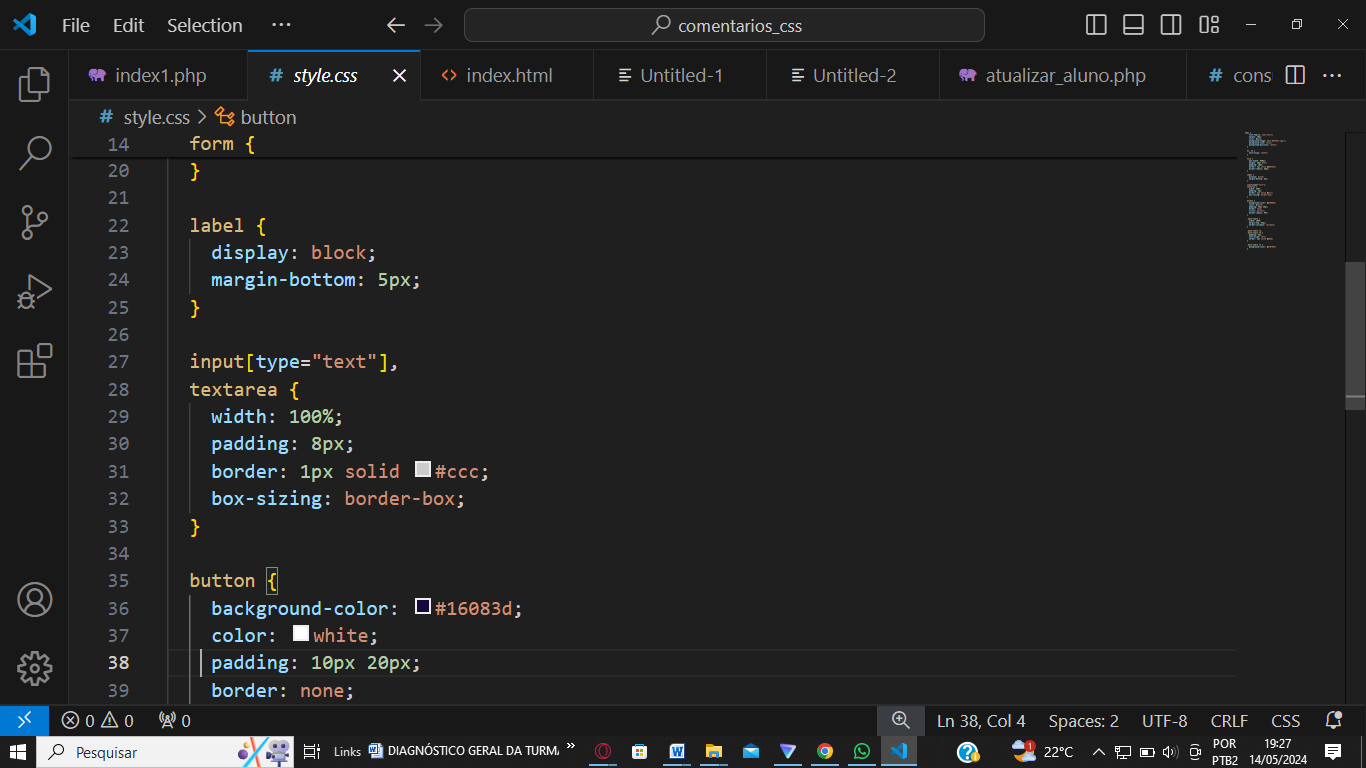 File Edit Selection ··· comentarios_css
index1.php style.css index.html Untitled-1 Untitled-2 atualizar_aluno.php cons ···
# style.css > button
14 form {
20 }
21
22 label {
23 display: block;
24 margin-bottom: 5px;
25 }
26
27 input[type="text"],
28 textarea {
29 width: 100%;
30 padding: 8px;
31 border: 1px solid #ccc;
32 box-sizing: border-box;
33 }
34
35 button {
36 background-color: #16083d;
37 color: white;
38 padding: 10px 20px;
39 border: none;
0 0 0 Ln 38, Col 4 Spaces: 2 UTF-8 CRLF CSS
Pesquisar Links DIAGNÓSTICO GERAL DA TURMA » 1 22°C POR 19:27
PTB2 14/05/2024